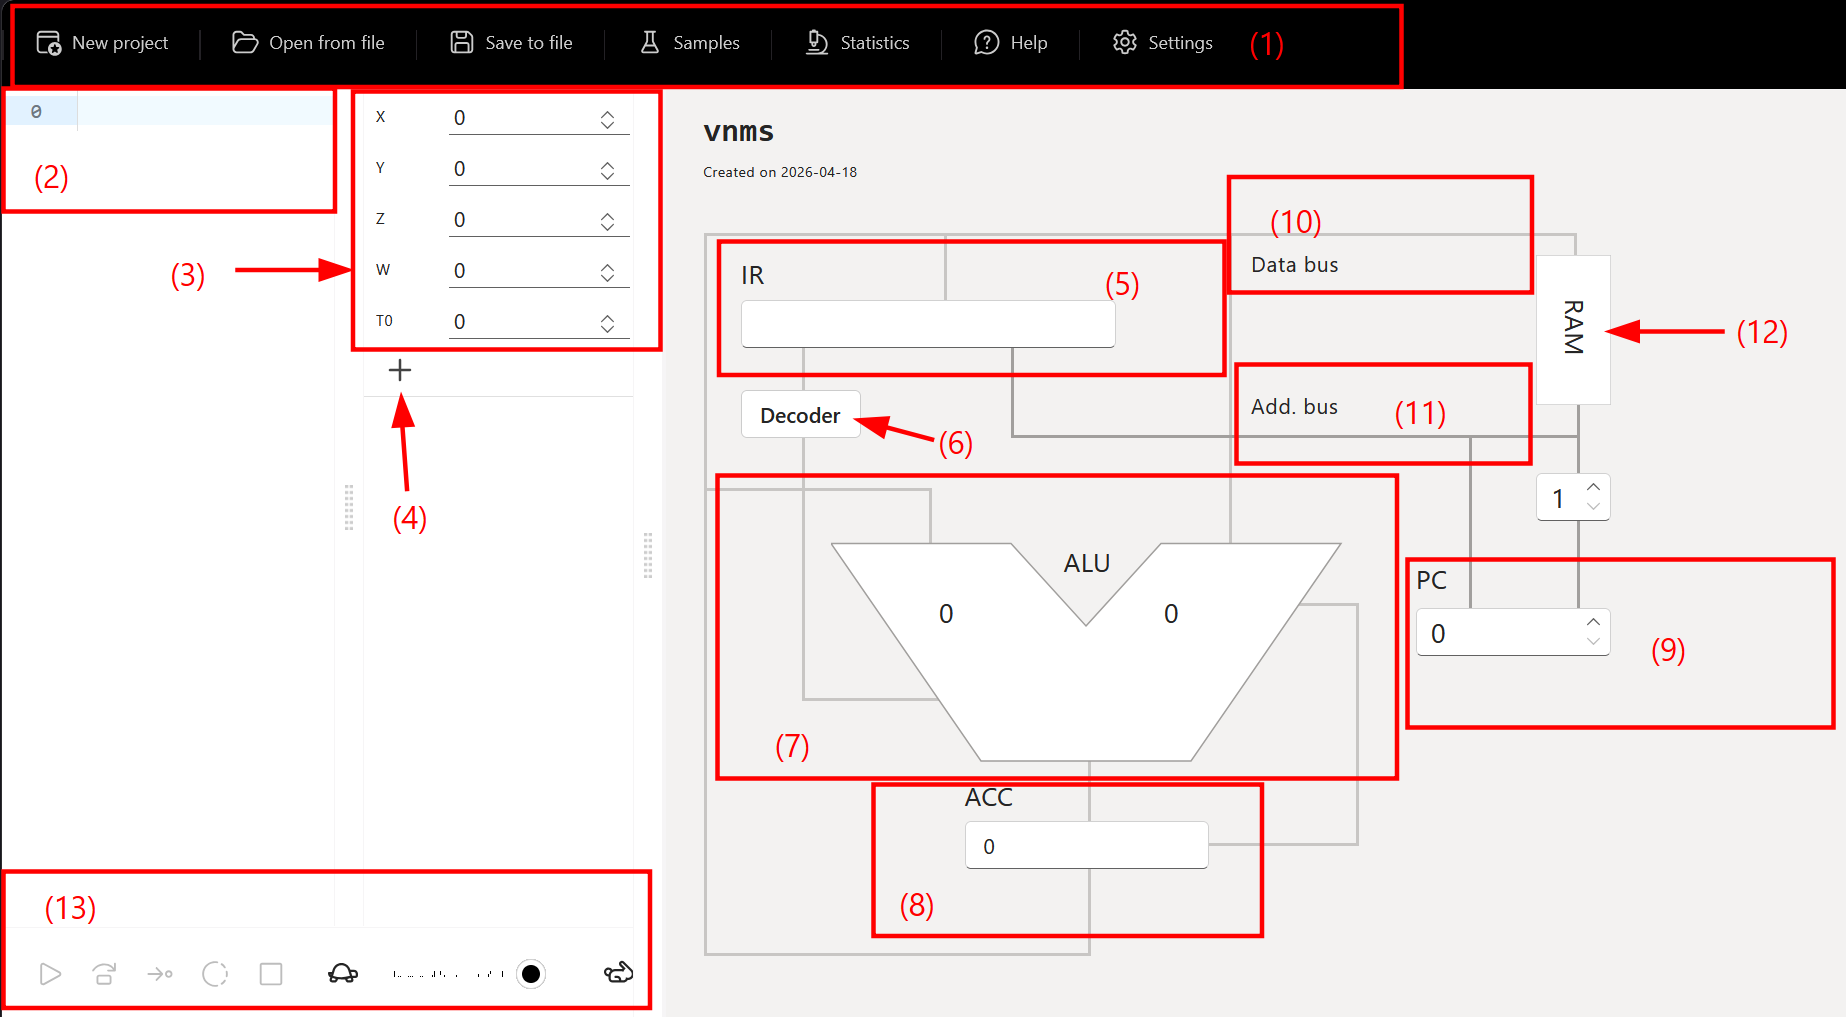 New project Open from file Save to file Samples Statistics Help Settings (1)
0
(2)
X 0
Y 0
Z 0
W 0
T0 0
(3)
(4)
vnms
Created on 2026-04-18
(10)
Data bus
IR
(5)
RAM
(12)
Decoder
(6)
Add. bus
(11)
1
ALU
0 0
(7)
PC
0
(9)
ACC
0
(8)
(13)